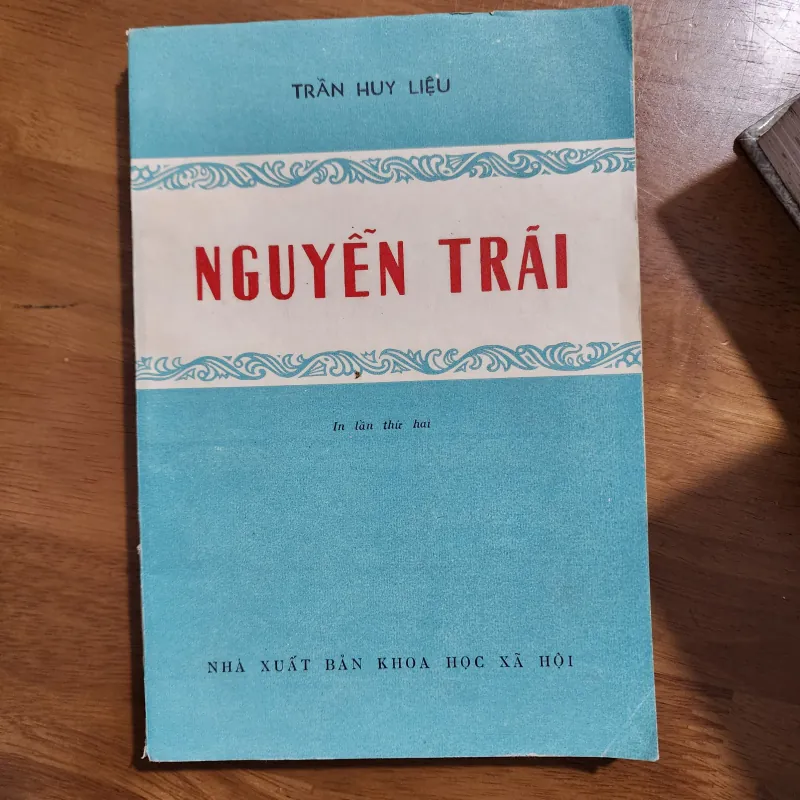 TRẦN HUY LIỆU
NGUYỄN TRÃI
In lần thứ hai
NHÀ XUẤT BẢN KHOA HỌC XÃ HỘI